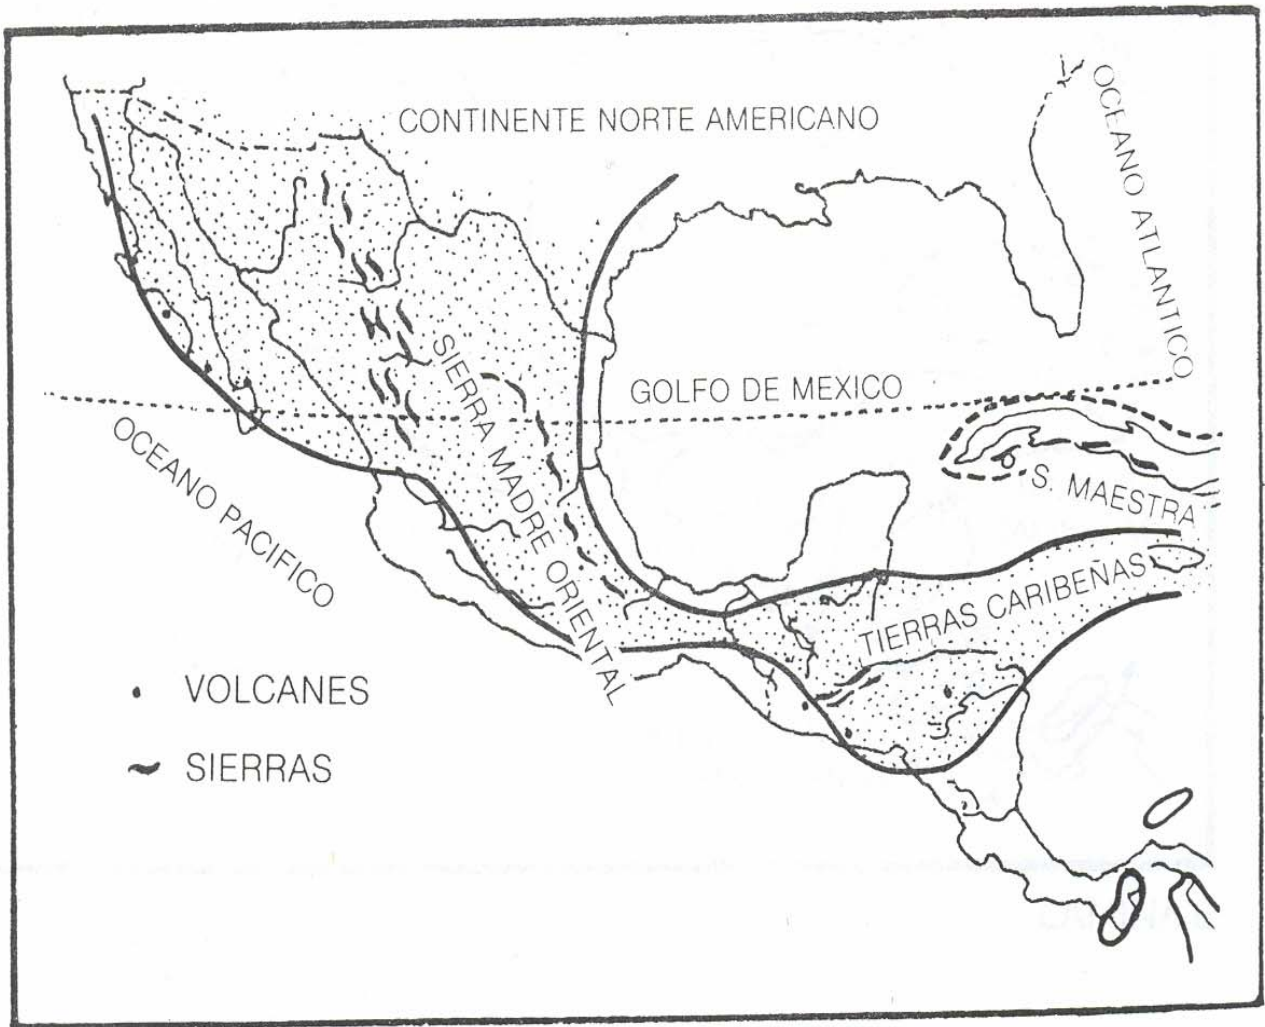 CONTINENTE NORTE AMERICANO
OCEANO ATLANTICO
GOLFO DE MEXICO
SIERRA MADRE ORIENTAL
OCEANO PACIFICO
S. MAESTRA
TIERRAS CARIBEÑAS
VOLCANES
SIERRAS